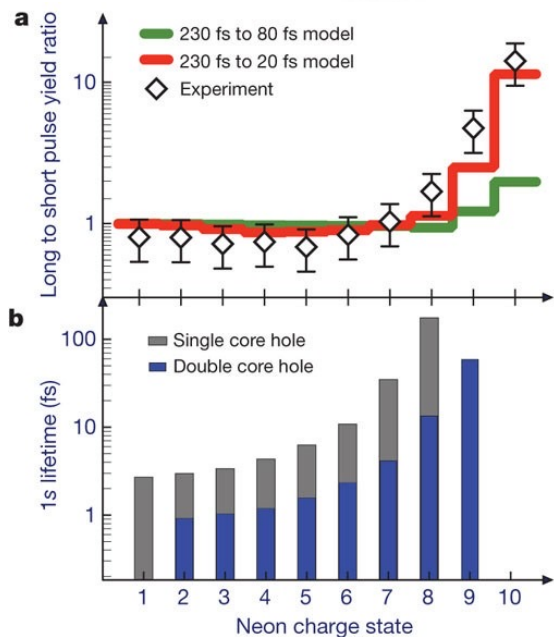 a
230 fs to 80 fs model
230 fs to 20 fs model
Experiment
Long to short pulse yield ratio
10
1
b
Single core hole
Double core hole
1s lifetime (fs)
100
10
1
1 2 3 4 5 6 7 8 9 10
Neon charge state